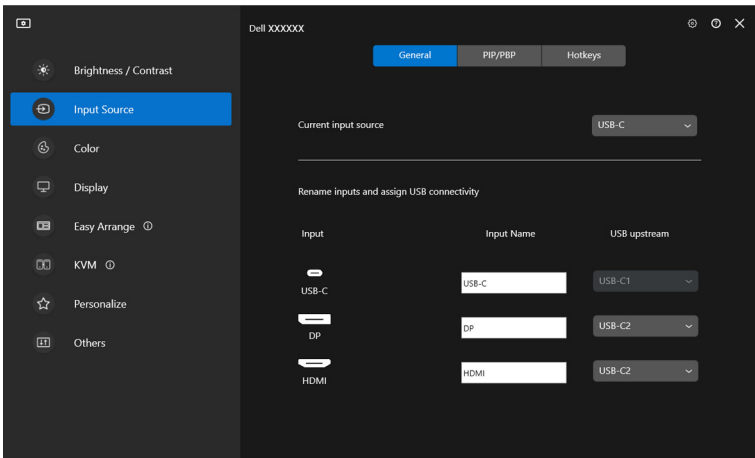 Dell XXXXXX
General PIP/PBP Hotkeys
Brightness / Contrast
Input Source
Color
Display
Easy Arrange
KVM
Personalize
Others
Current input source USB-C
Rename inputs and assign USB connectivity
Input Input Name USB upstream
USB-C USB-C USB-C1
DP DP USB-C2
HDMI HDMI USB-C2